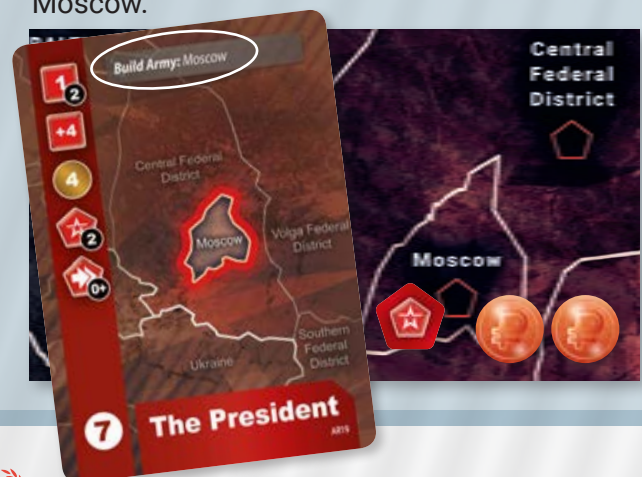 Moscow.
Build Army: Moscow
1
2
+4
4
2
0+
Central Federal
District
Moscow
Volga Federal
District
Southern
Federal
District
Ukraine
7
The President
AR19
Central
Federal
District
Moscow